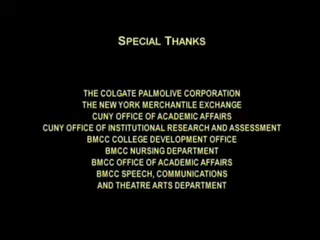 SPECIAL THANKS
THE COLGATE PALMOLIVE CORPORATION
THE NEW YORK MERCHANTILE EXCHANGE
CUNY OFFICE OF ACADEMIC AFFAIRS
CUNY OFFICE OF INSTITUTIONAL RESEARCH AND ASSESSMENT
BMCC COLLEGE DEVELOPMENT OFFICE
BMCC NURSING DEPARTMENT
BMCC OFFICE OF ACADEMIC AFFAIRS
BMCC SPEECH, COMMUNICATIONS
AND THEATRE ARTS DEPARTMENT